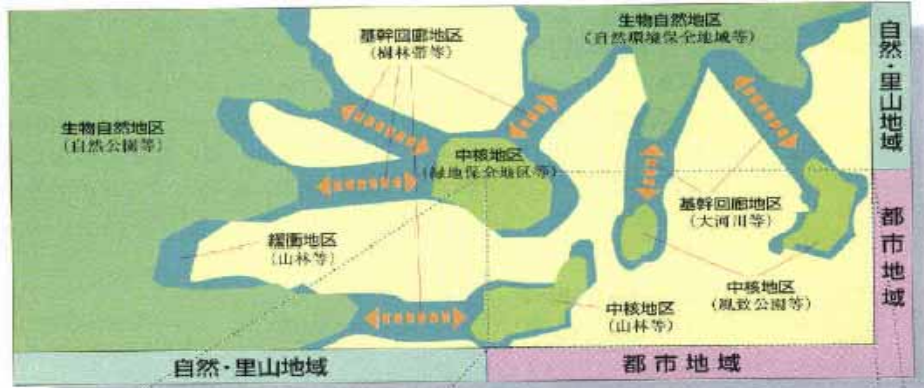 基幹回廊地区
(樹林帯等)
生物自然地区
(自然環境保全地域等)
自然・里山地域
生物自然地区
(自然公園等)
中核地区
(緑地保全地区等)
基幹回廊地区
(大河川等)
都市地域
緩衝地区
(山林等)
中核地区
(山林等)
中核地区
(風致公園等)
自然・里山地域
都市地域